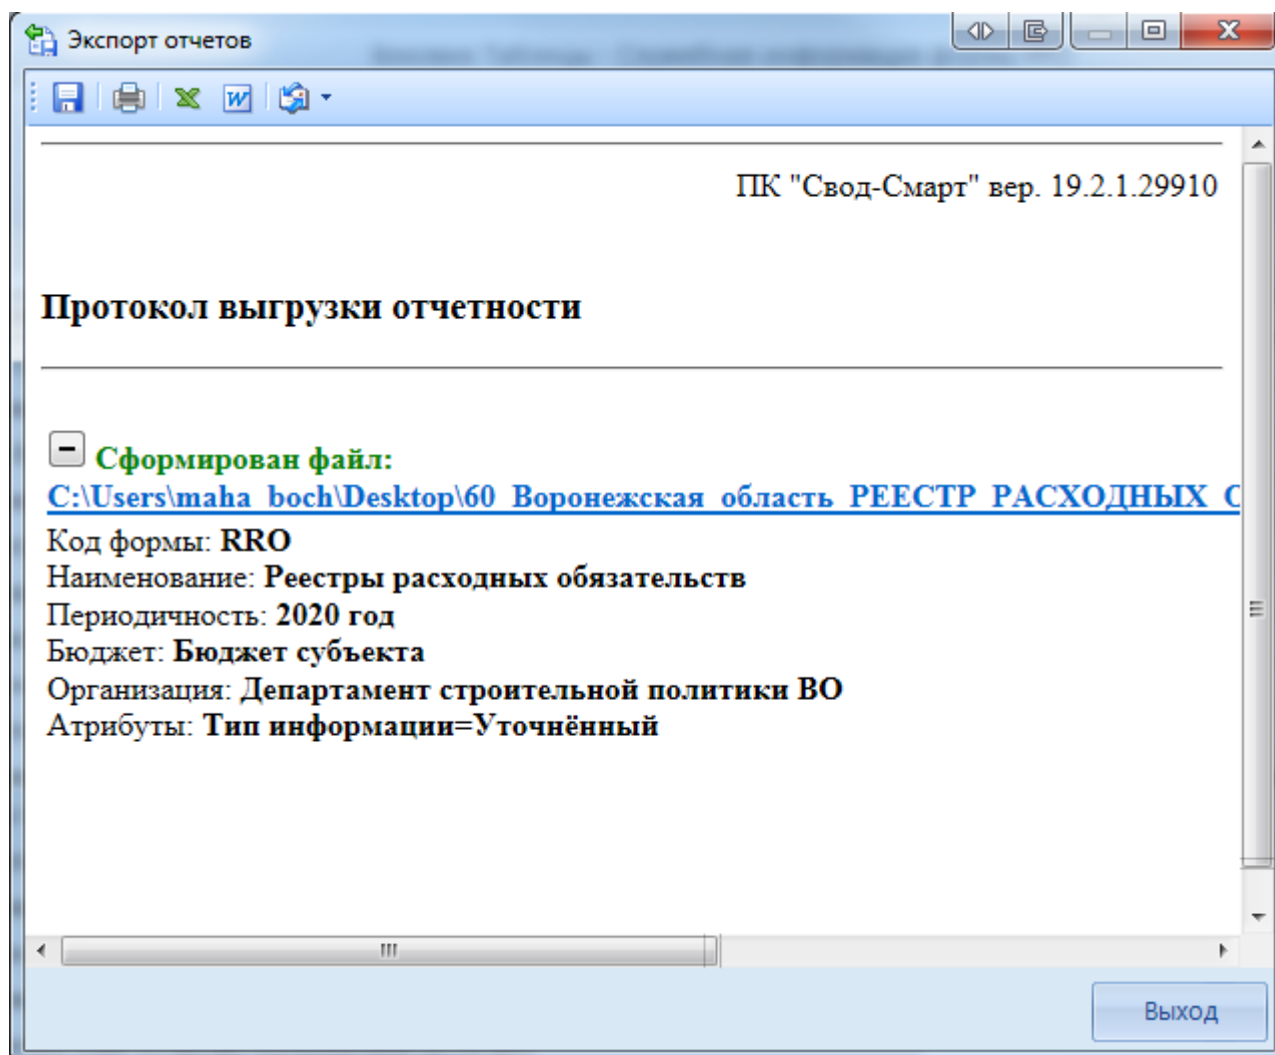 Экспорт отчетов
ПК "Свод-Смарт" вер. 19.2.1.29910
Протокол выгрузки отчетности
Сформирован файл:
C:\Users\maha_boch\Desktop\60_Воронежская_область_РЕЕСТР_РАСХОДНЫХ_О
Код формы: RRO
Наименование: Реестры расходных обязательств
Периодичность: 2020 год
Бюджет: Бюджет субъекта
Организация: Департамент строительной политики ВО
Атрибуты: Тип информации=Уточнённый
Выход